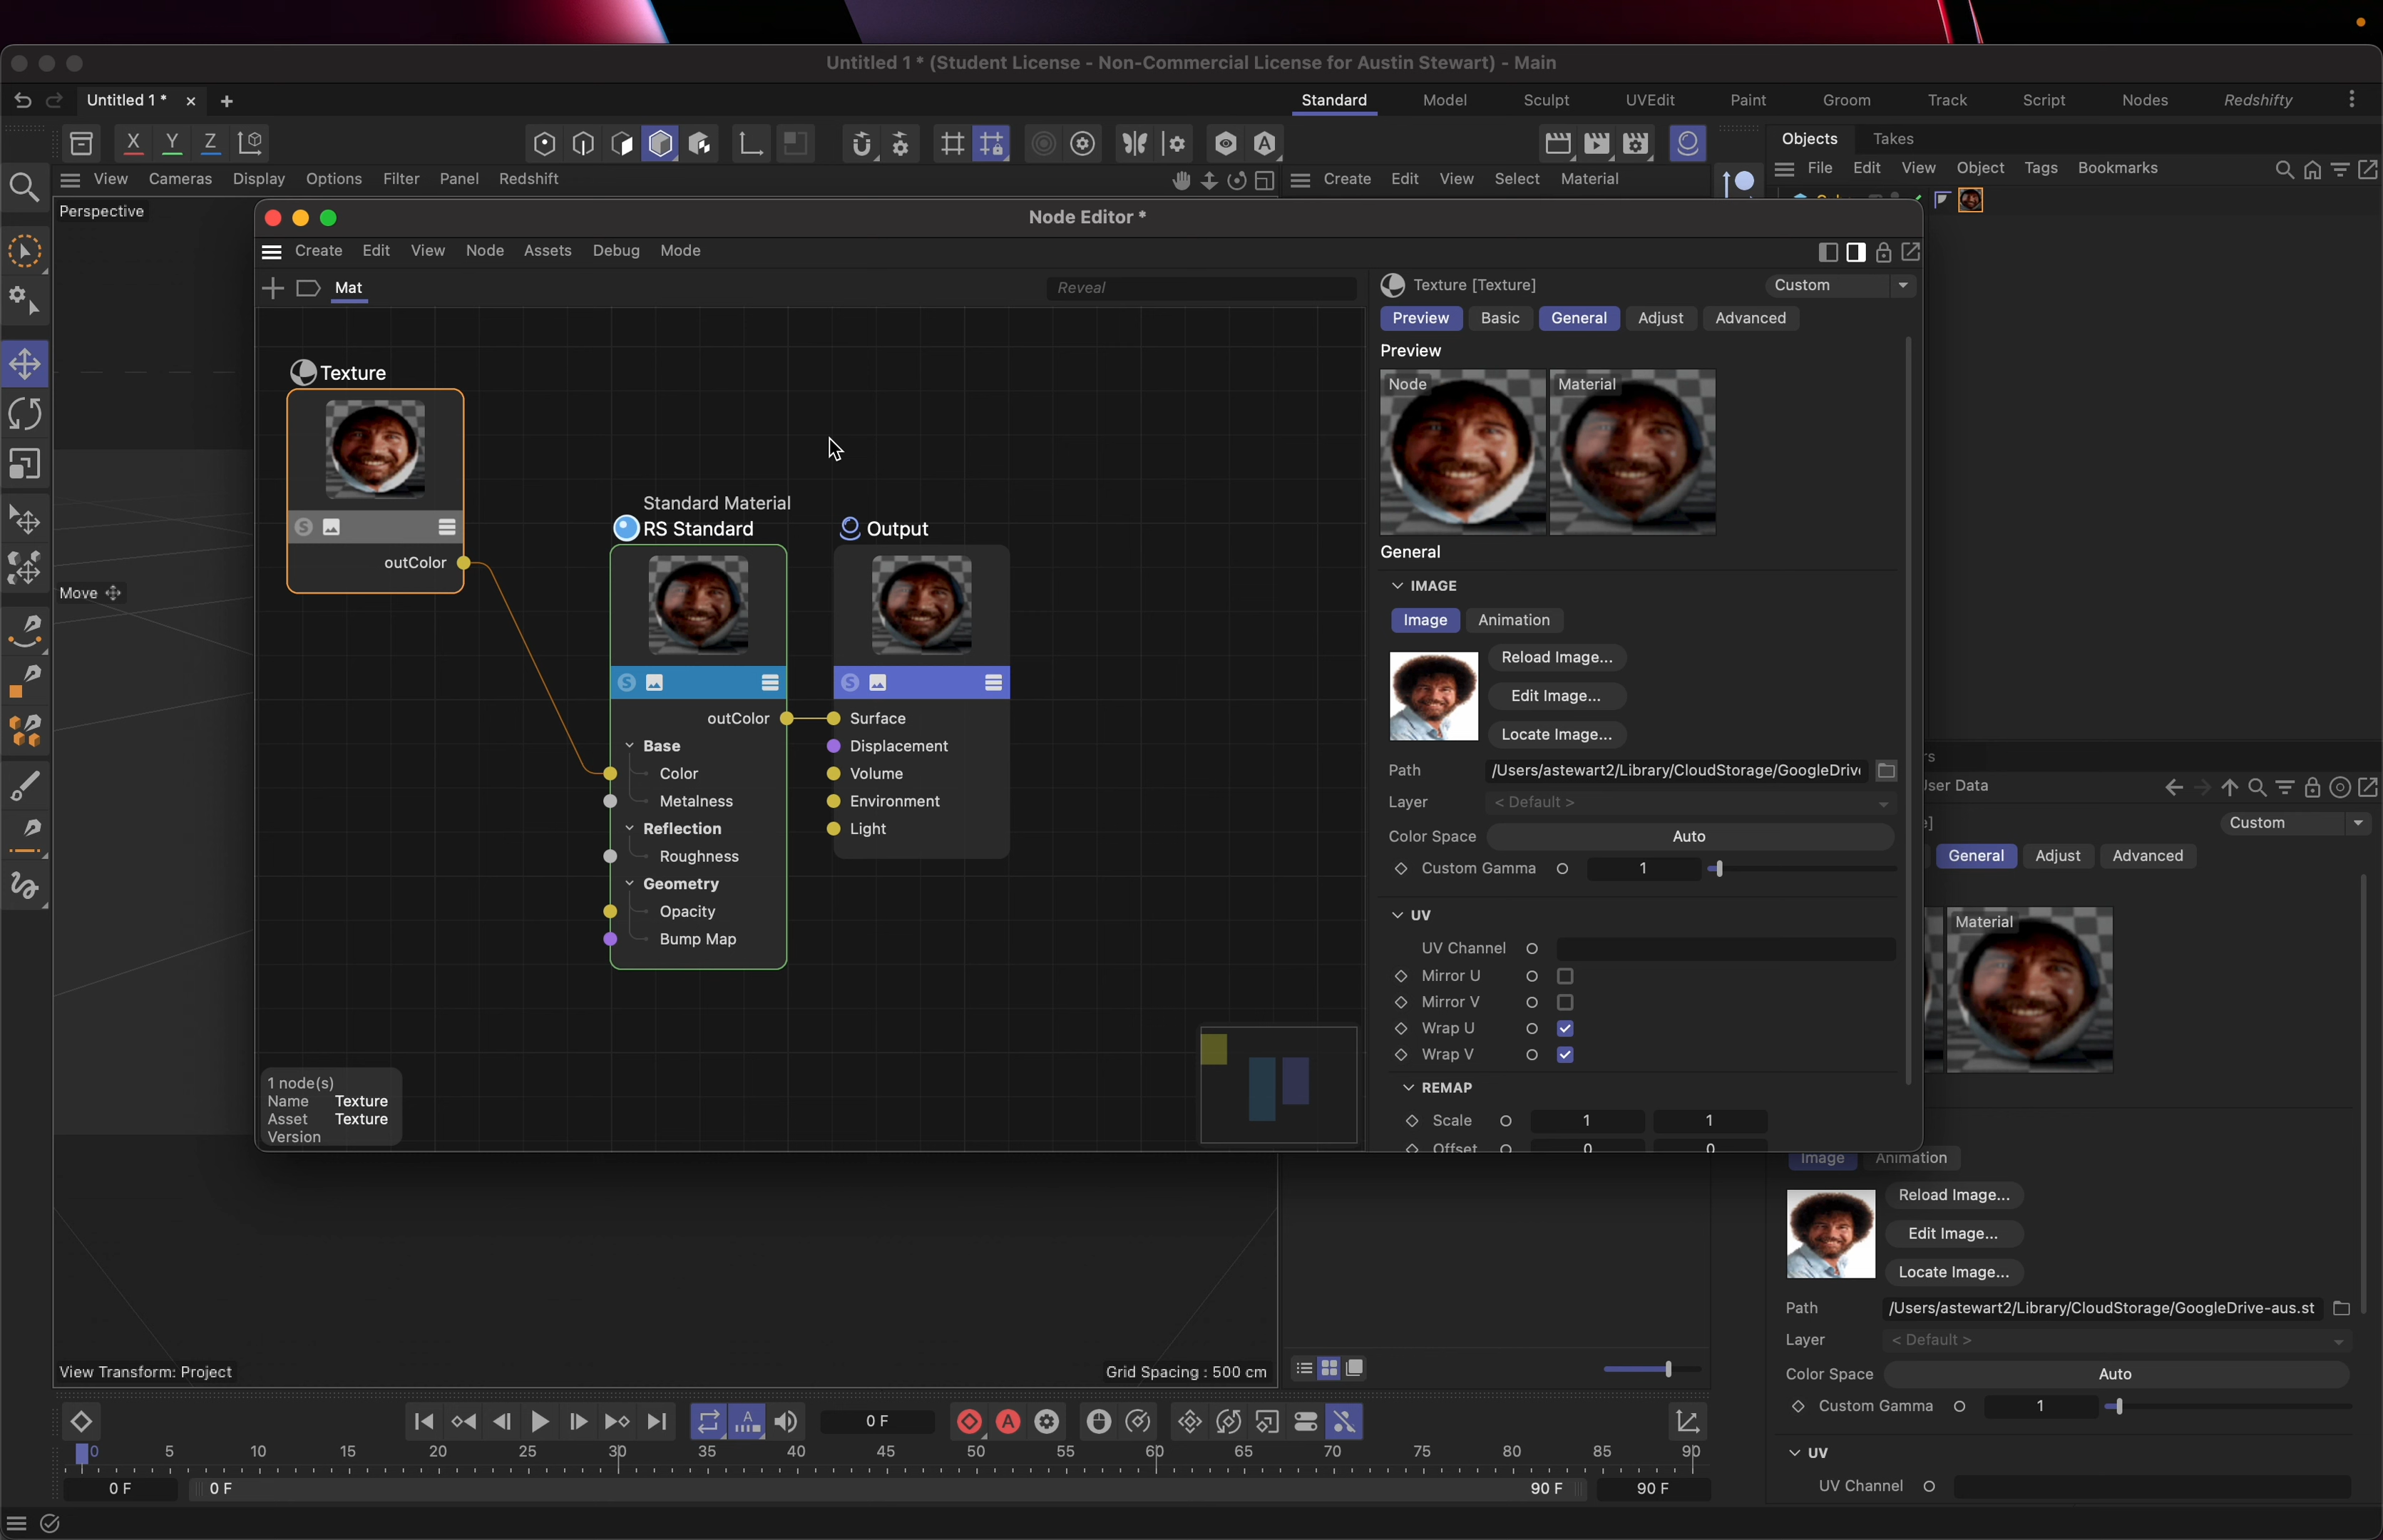 Untitled 1 * (Student License - Non-Commercial License for Austin Stewart) - Main
Untitled 1 *
Standard Model Sculpt UVEdit Paint Groom Track Script Nodes Redshifty
X Y Z
Objects Takes
File Edit View Object Tags Bookmarks
View Cameras Display Options Filter Panel Redshift
Create Edit View Select Material
Perspective
Node Editor *
Create Edit View Node Assets Debug Mode
Mat
Reveal
Texture [Texture]
Custom
Preview Basic General Adjust Advanced
Preview
Node
Material
Texture
outColor
Move
Standard Material
RS Standard
outColor
Base
Color
Metalness
Reflection
Roughness
Geometry
Opacity
Bump Map
Output
Surface
Displacement
Volume
Environment
Light
General
IMAGE
Image Animation
Reload Image...
Edit Image...
Locate Image...
Path /Users/astewart2/Library/CloudStorage/GoogleDriv
Layer < Default >
Color Space Auto
Custom Gamma 1
UV
UV Channel
Mirror U
Mirror V
Wrap U
Wrap V
REMAP
Scale 1 1
Offset 0 0
1 node(s)
Name Texture
Asset Texture
Version
User Data
Custom
General Adjust Advanced
Material
Image Animation
Reload Image...
Edit Image...
Locate Image...
Path /Users/astewart2/Library/CloudStorage/GoogleDrive-aus.st
Layer < Default >
Color Space Auto
Custom Gamma 1
UV
UV Channel
View Transform: Project
Grid Spacing : 500 cm
0 F
0 5 10 15 20 25 30 35 40 45 50 55 60 65 70 75 80 85 90
0 F 0 F 90 F 90 F